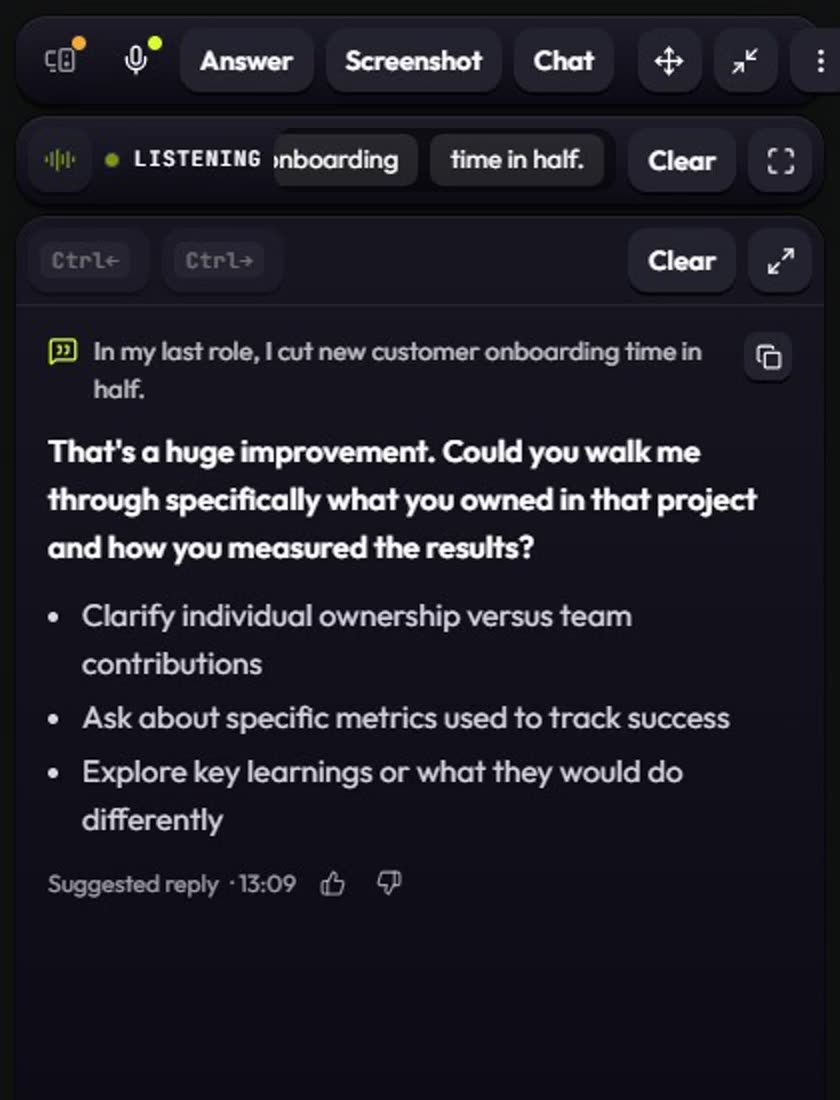 Answer Screenshot Chat
LISTENING onboarding time in half. Clear
Ctrl← Ctrl→ Clear
In my last role, I cut new customer onboarding time in
half.
That's a huge improvement. Could you walk me
through specifically what you owned in that project
and how you measured the results?
• Clarify individual ownership versus team
contributions
• Ask about specific metrics used to track success
• Explore key learnings or what they would do
differently
Suggested reply · 13:09